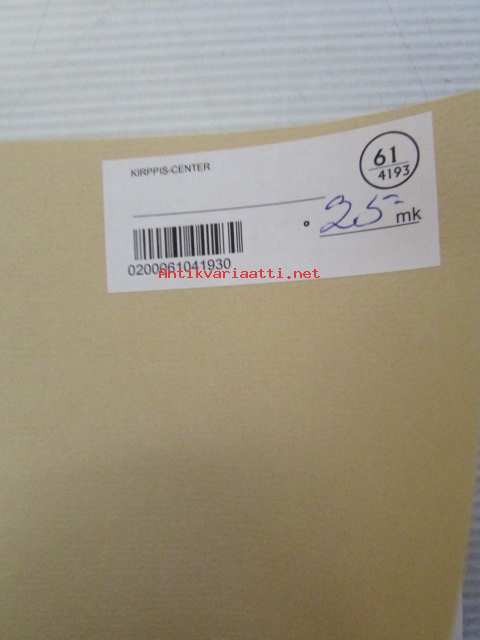 KIRPPIS-CENTER
61
4193
25- mk
0200061041930
Antikvariaatti.net